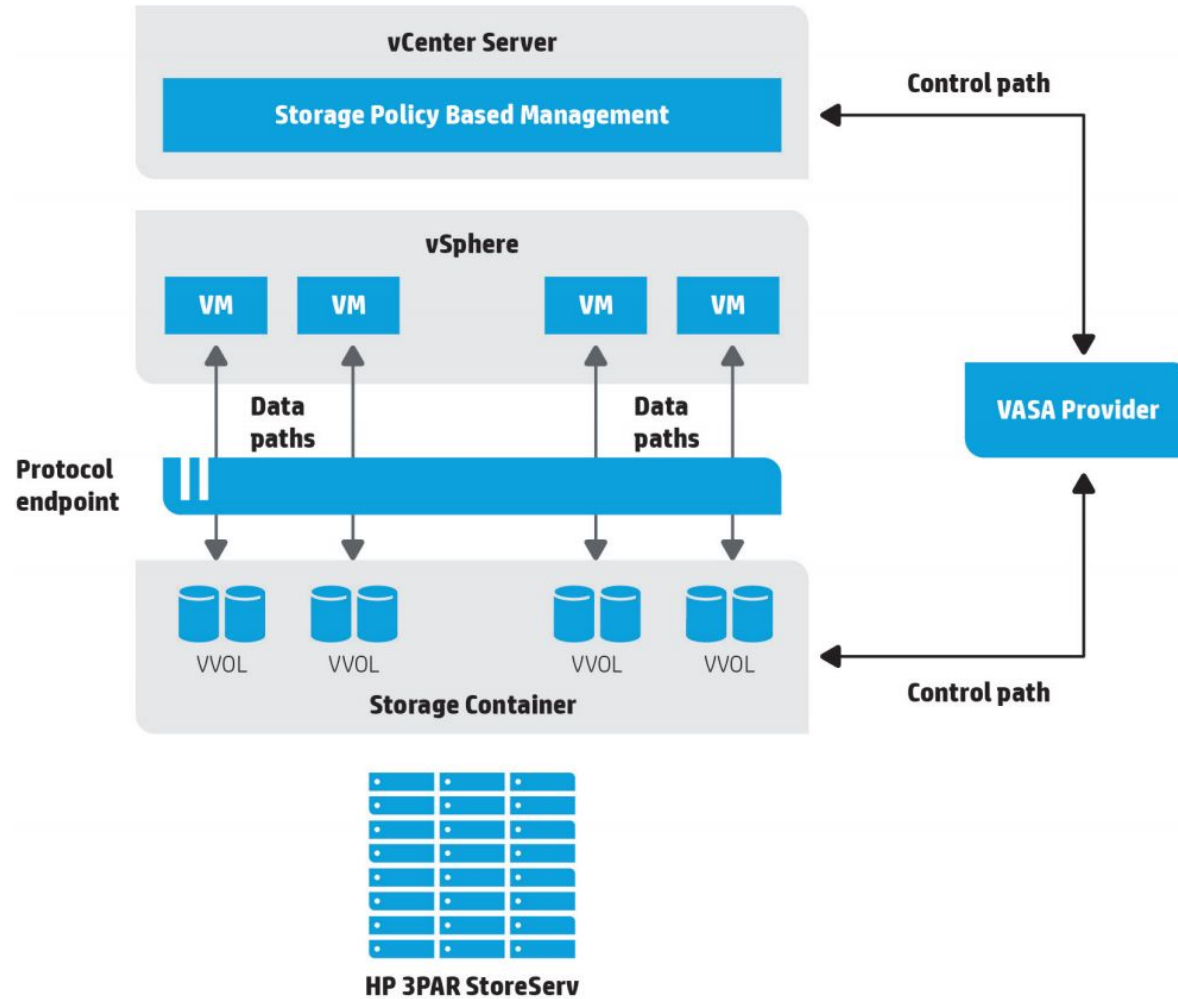 vCenter Server
Storage Policy Based Management
Control path
vSphere
VM
VM
VM
VM
Data
paths
Data
paths
VASA Provider
Protocol
endpoint
VVOL
VVOL
VVOL
VVOL
Storage Container
Control path
HP 3PAR StoreServ